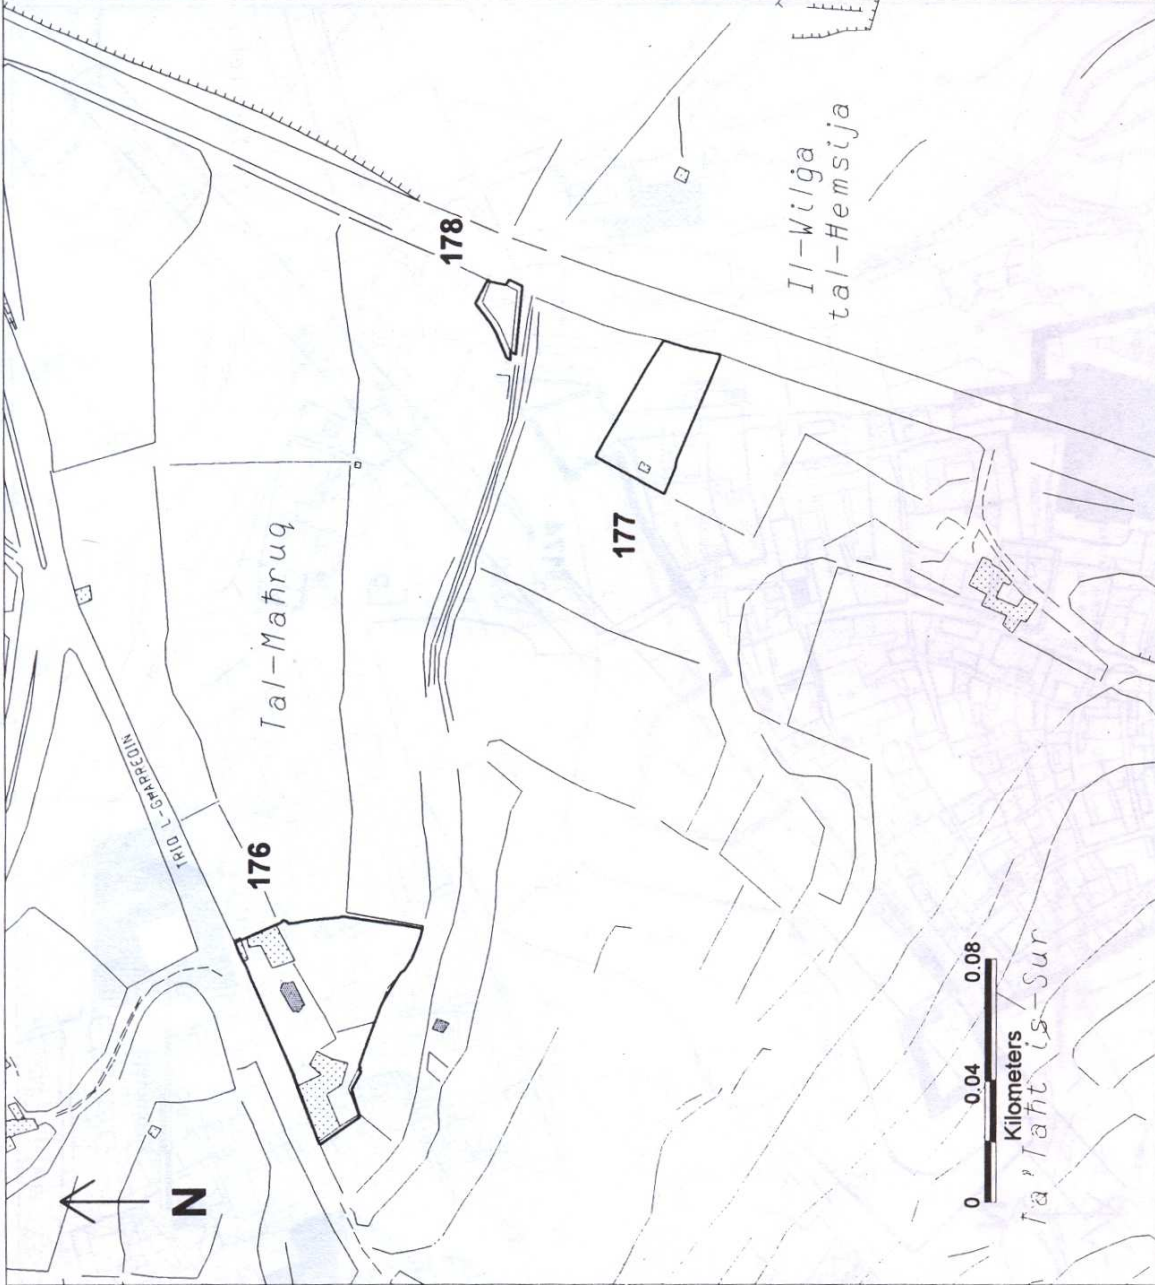 TRIQ L-GĦARREQIN
176
Tal-Maħruq
178
177
Il-Wilġa
tal-Ħemsija
0 0.04 0.08
Kilometers
Ta' Taħt is-Sur
N